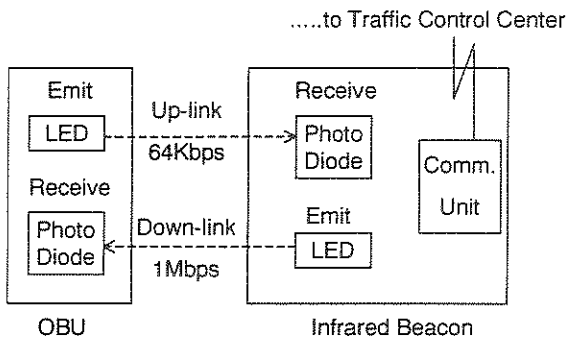 .....to Traffic Control Center
Emit
LED
Up-link
64Kbps
Receive
Photo
Diode
Receive
Photo
Diode
Down-link
1Mbps
Emit
LED
Comm.
Unit
OBU
Infrared Beacon